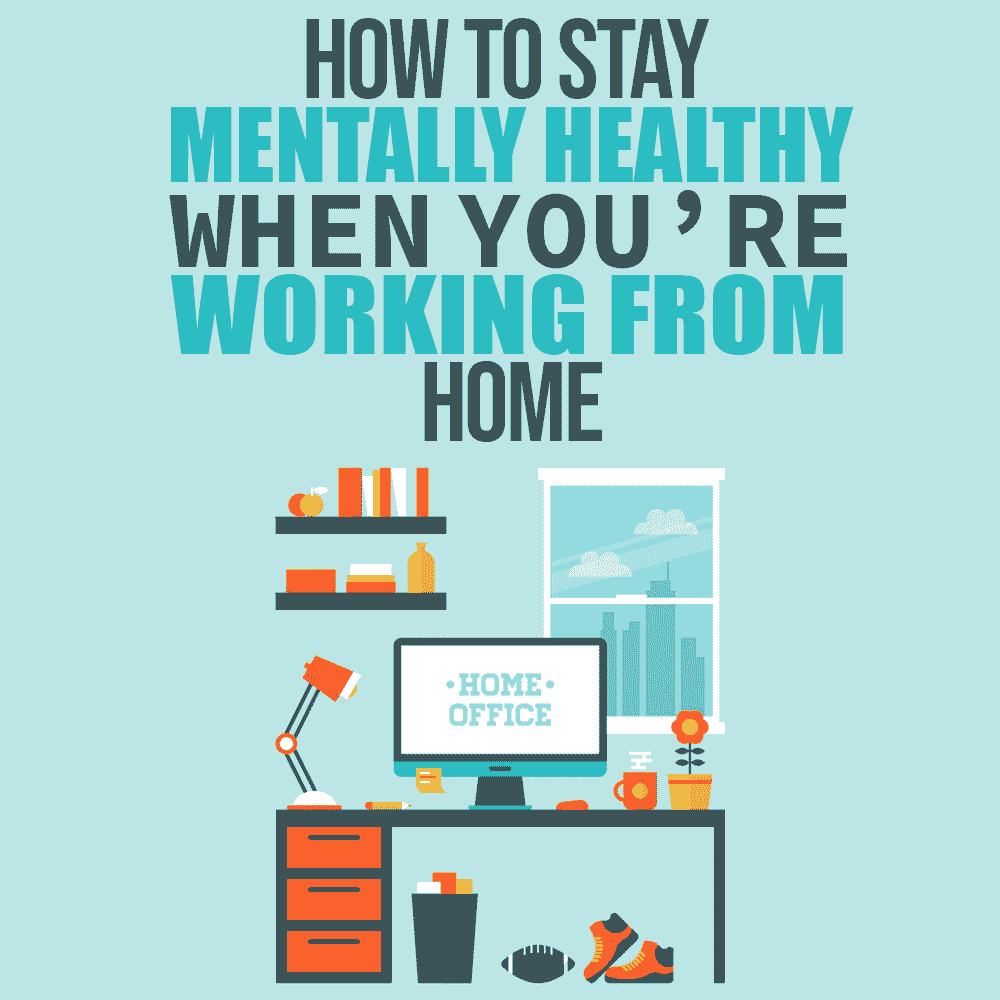 HOW TO STAY
MENTALLY HEALTHY
WHEN YOU’RE
WORKING FROM
HOME
•HOME•
OFFICE